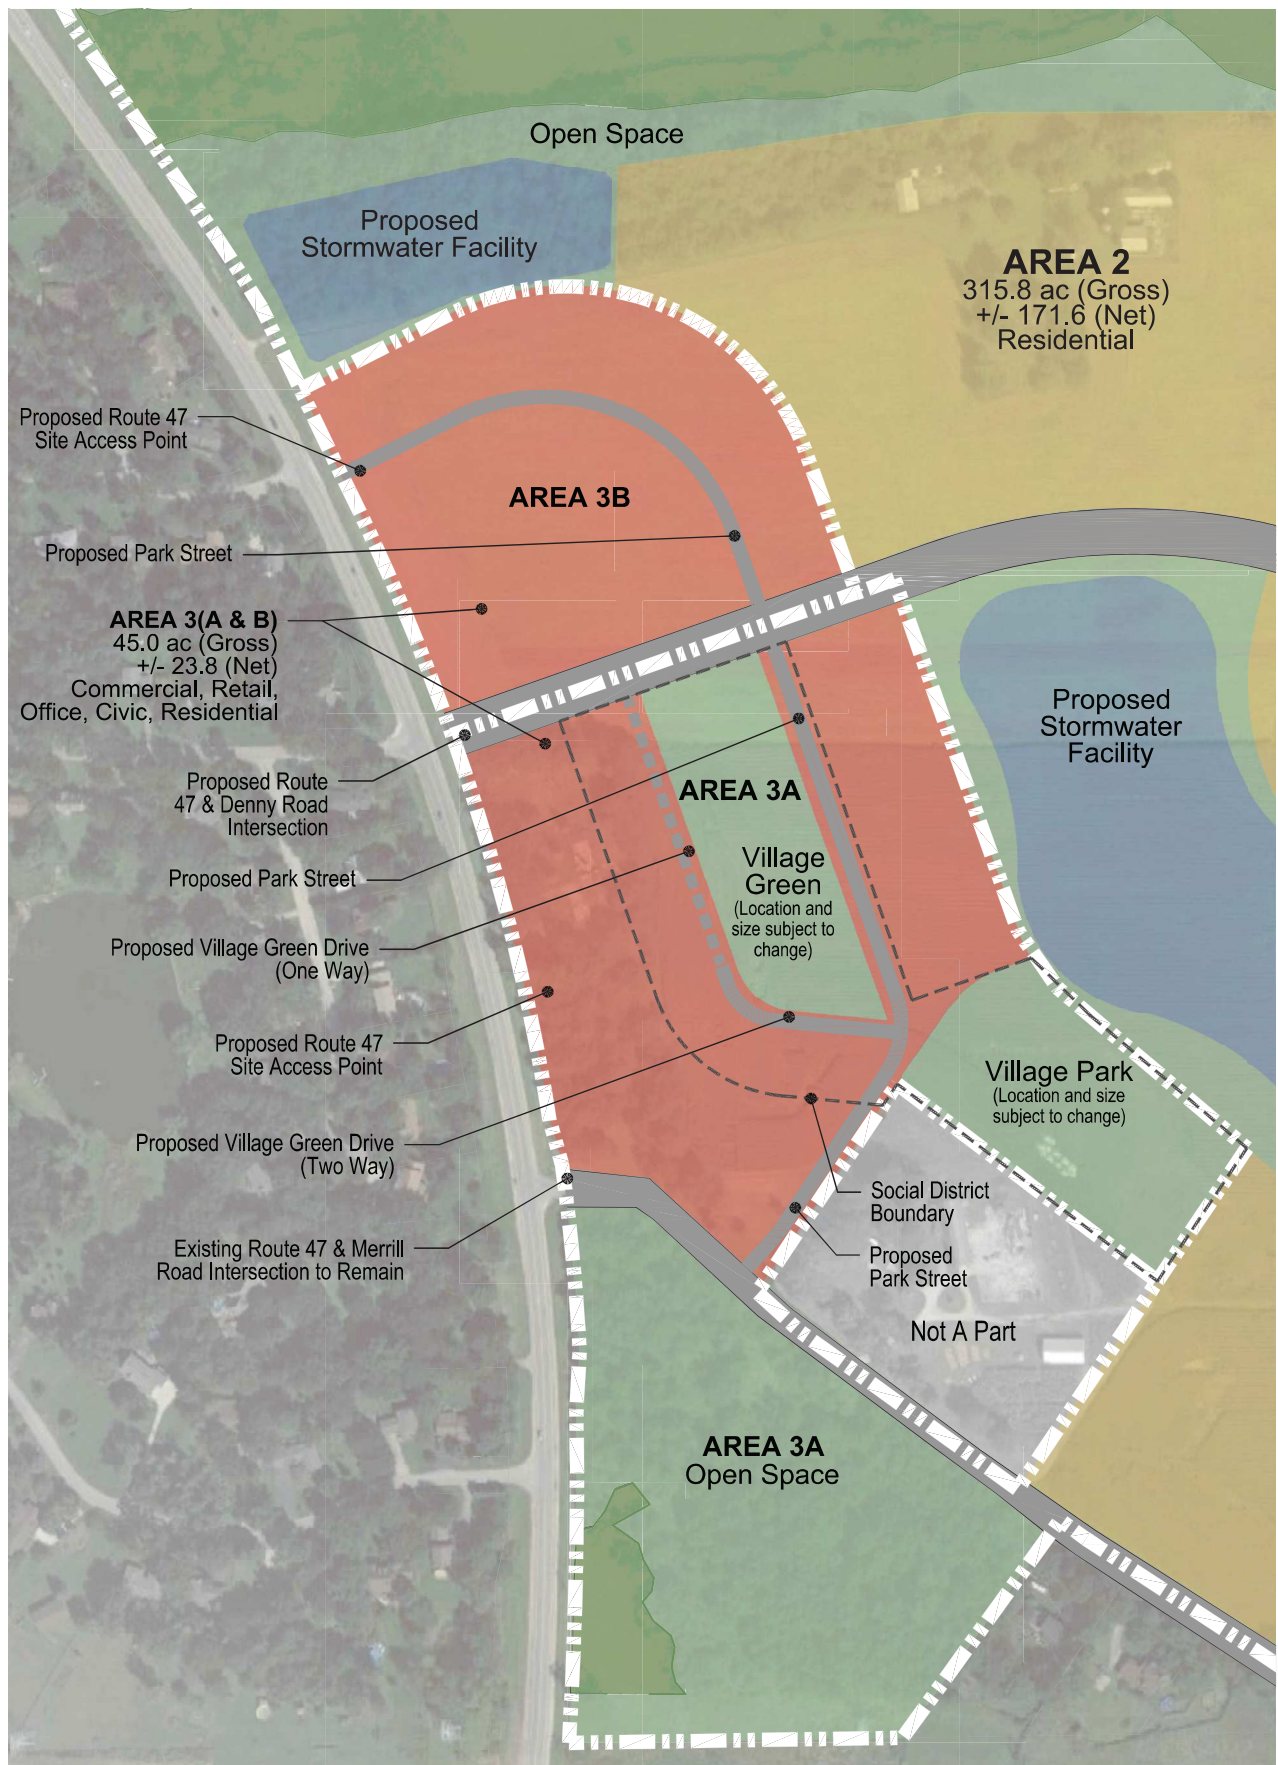 Open Space
Proposed
Stormwater Facility
AREA 2
315.8 ac (Gross)
+/- 171.6 (Net)
Residential
Proposed Route 47
Site Access Point
AREA 3B
Proposed Park Street
AREA 3(A & B)
45.0 ac (Gross)
+/- 23.8 (Net)
Commercial, Retail,
Office, Civic, Residential
Proposed
Stormwater
Facility
Proposed Route
47 & Denny Road
Intersection
AREA 3A
Village
Green
(Location and
size subject to
change)
Proposed Park Street
Proposed Village Green Drive
(One Way)
Proposed Route 47
Site Access Point
Village Park
(Location and size
subject to change)
Proposed Village Green Drive
(Two Way)
Social District
Boundary
Existing Route 47 & Merrill
Road Intersection to Remain
Proposed
Park Street
Not A Part
AREA 3A
Open Space